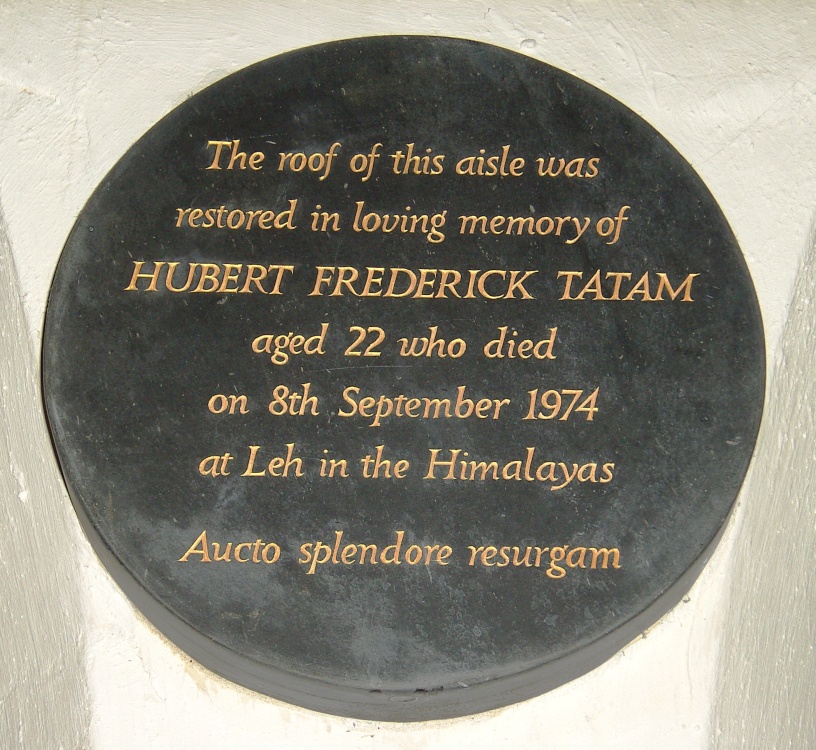 The roof of this aisle was
restored in loving memory of
HUBERT FREDERICK TATAM
aged 22 who died
on 8th September 1974
at Leh in the Himalayas
Aucto splendore resurgam